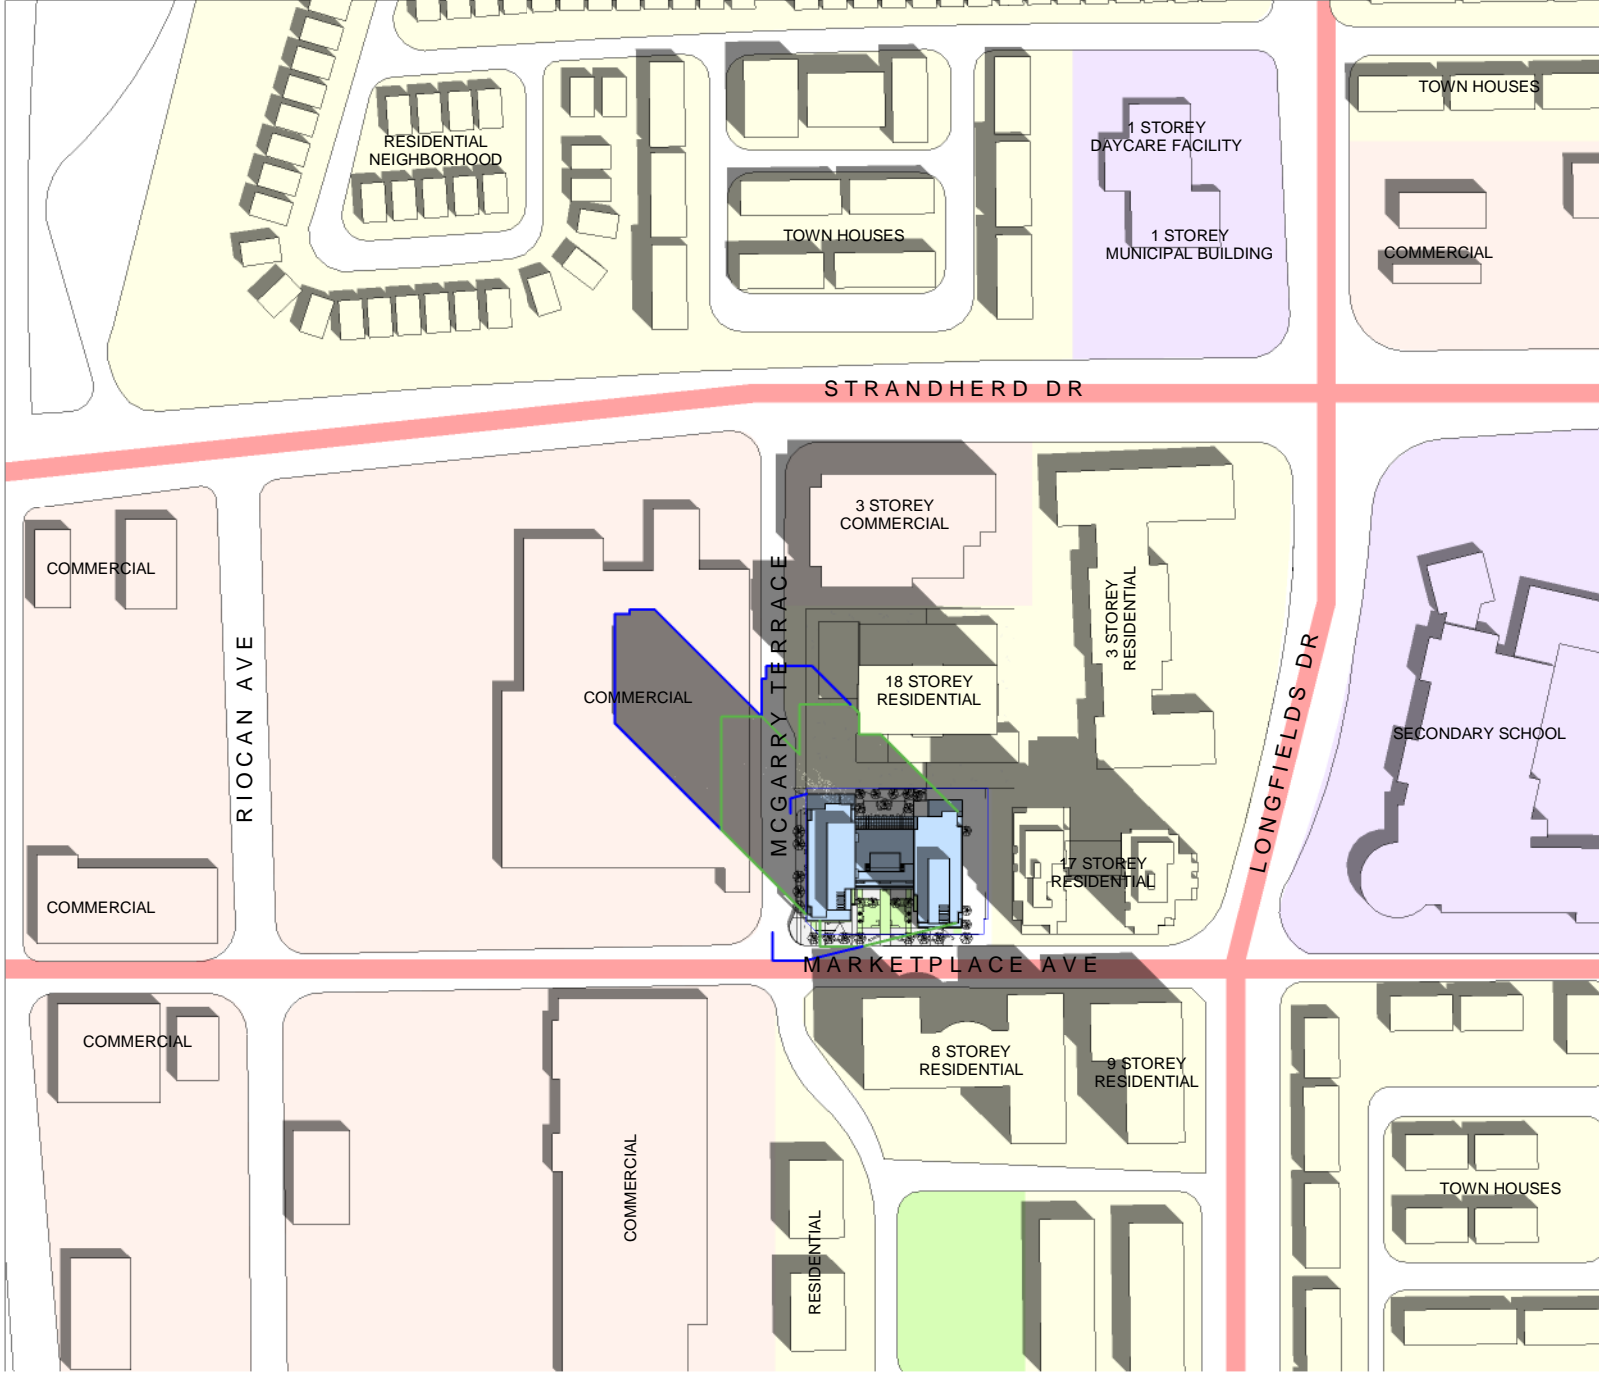 TOWN HOUSES
1 STOREY
DAYCARE FACILITY
RESIDENTIAL
NEIGHBORHOOD
TOWN HOUSES
1 STOREY
MUNICIPAL BUILDING
COMMERCIAL
STRANDHERD DR
3 STOREY
COMMERCIAL
COMMERCIAL
MCGARRY TERRACE
3 STOREY
RESIDENTIAL
RIOCAN AVE
COMMERCIAL
18 STOREY
RESIDENTIAL
LONGFIELDS DR
SECONDARY SCHOOL
17 STOREY
RESIDENTIAL
COMMERCIAL
MARKETPLACE AVE
COMMERCIAL
8 STOREY
RESIDENTIAL
9 STOREY
RESIDENTIAL
COMMERCIAL
RESIDENTIAL
TOWN HOUSES